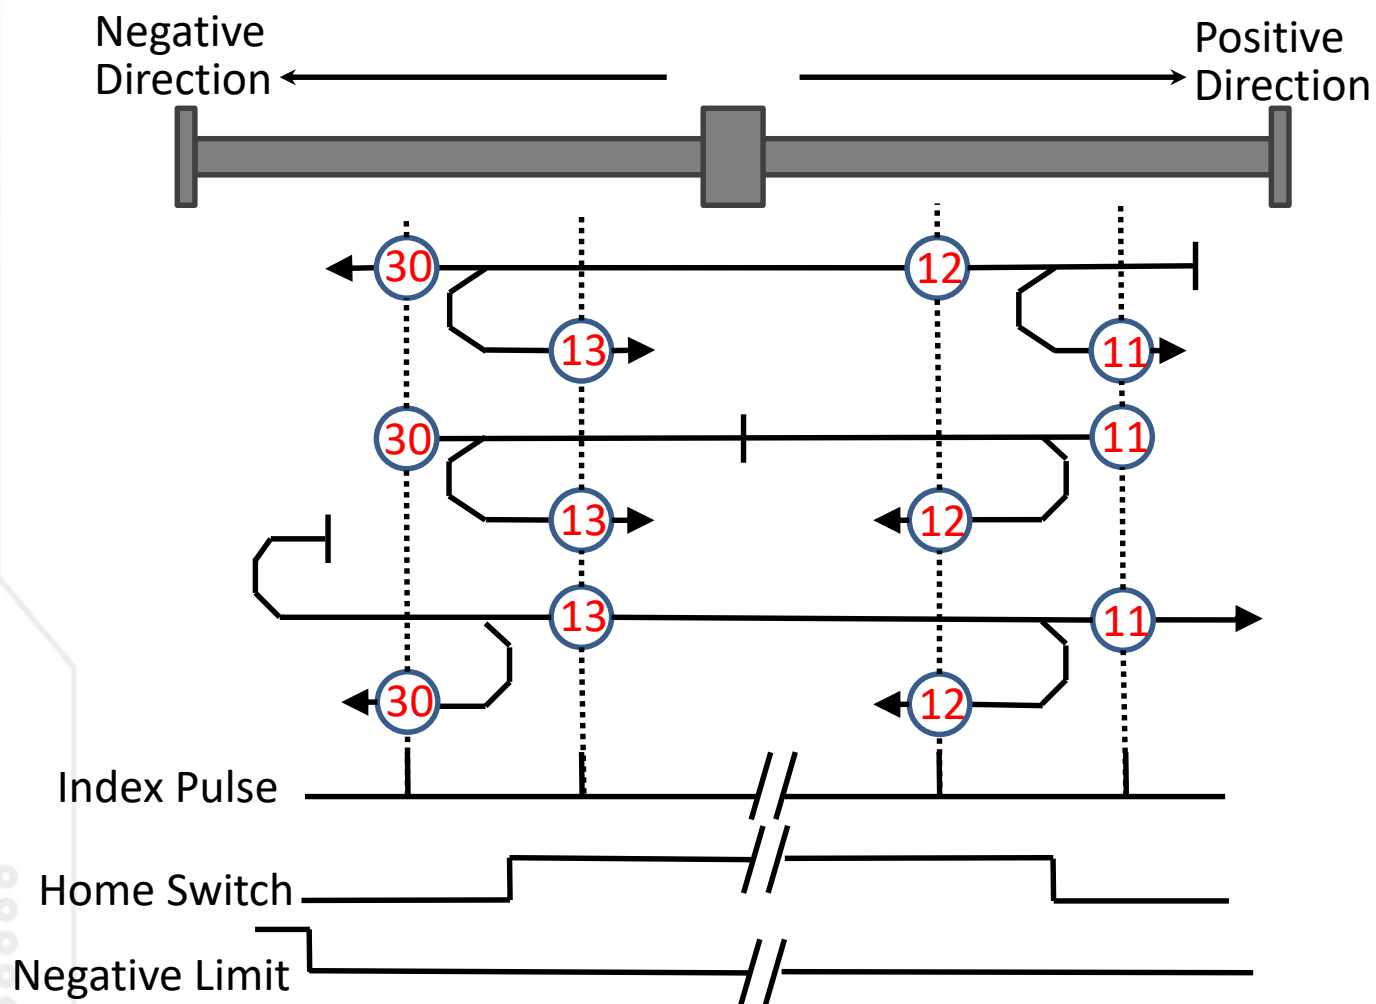 Negative
Direction
Positive
Direction
30
12
13
11
30
11
13
12
13
11
30
12
Index Pulse
Home Switch
Negative Limit